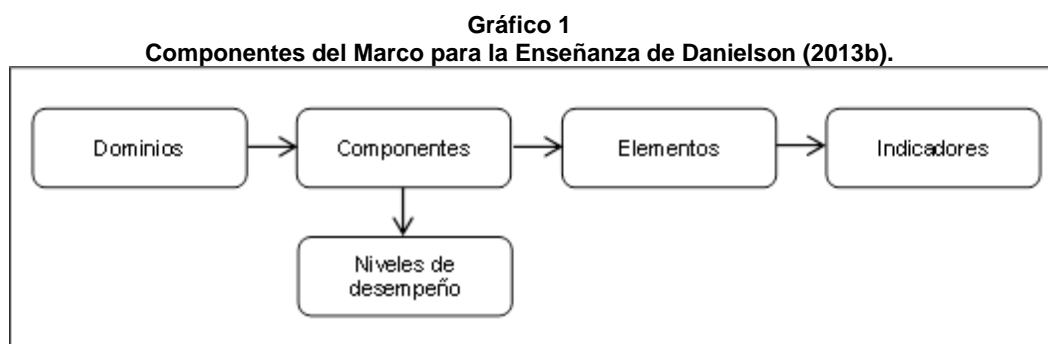 Gráfico 1
Componentes del Marco para la Enseñanza de Danielson (2013b).
Dominios
Componentes
Elementos
Indicadores
Niveles de
desempeño